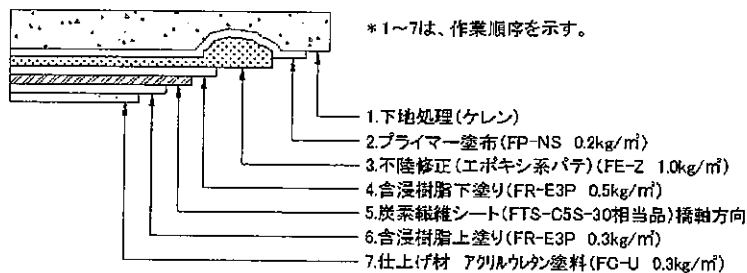 *1～7は、作業順序を示す。
1.下地処理(ケレン)
2.プライマー塗布(FP-NS 0.2kg/㎡)
3.不陸修正(エポキシ系パテ)(FE-Z 1.0kg/㎡)
4.含浸樹脂下塗り(FR-E3P 0.5kg/㎡)
5.炭素繊維シート(FTS-C5S-30相当品)橋軸方向
6.含浸樹脂上塗り(FR-E3P 0.3kg/㎡)
7.仕上げ材 アクリルウレタン塗料(FG-U 0.3kg/㎡)